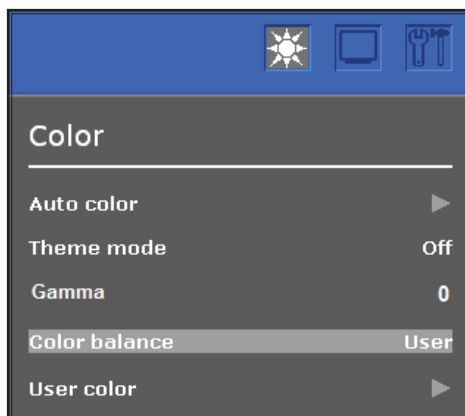 Color
Auto color
Theme mode Off
Gamma 0
Color balance User
User color